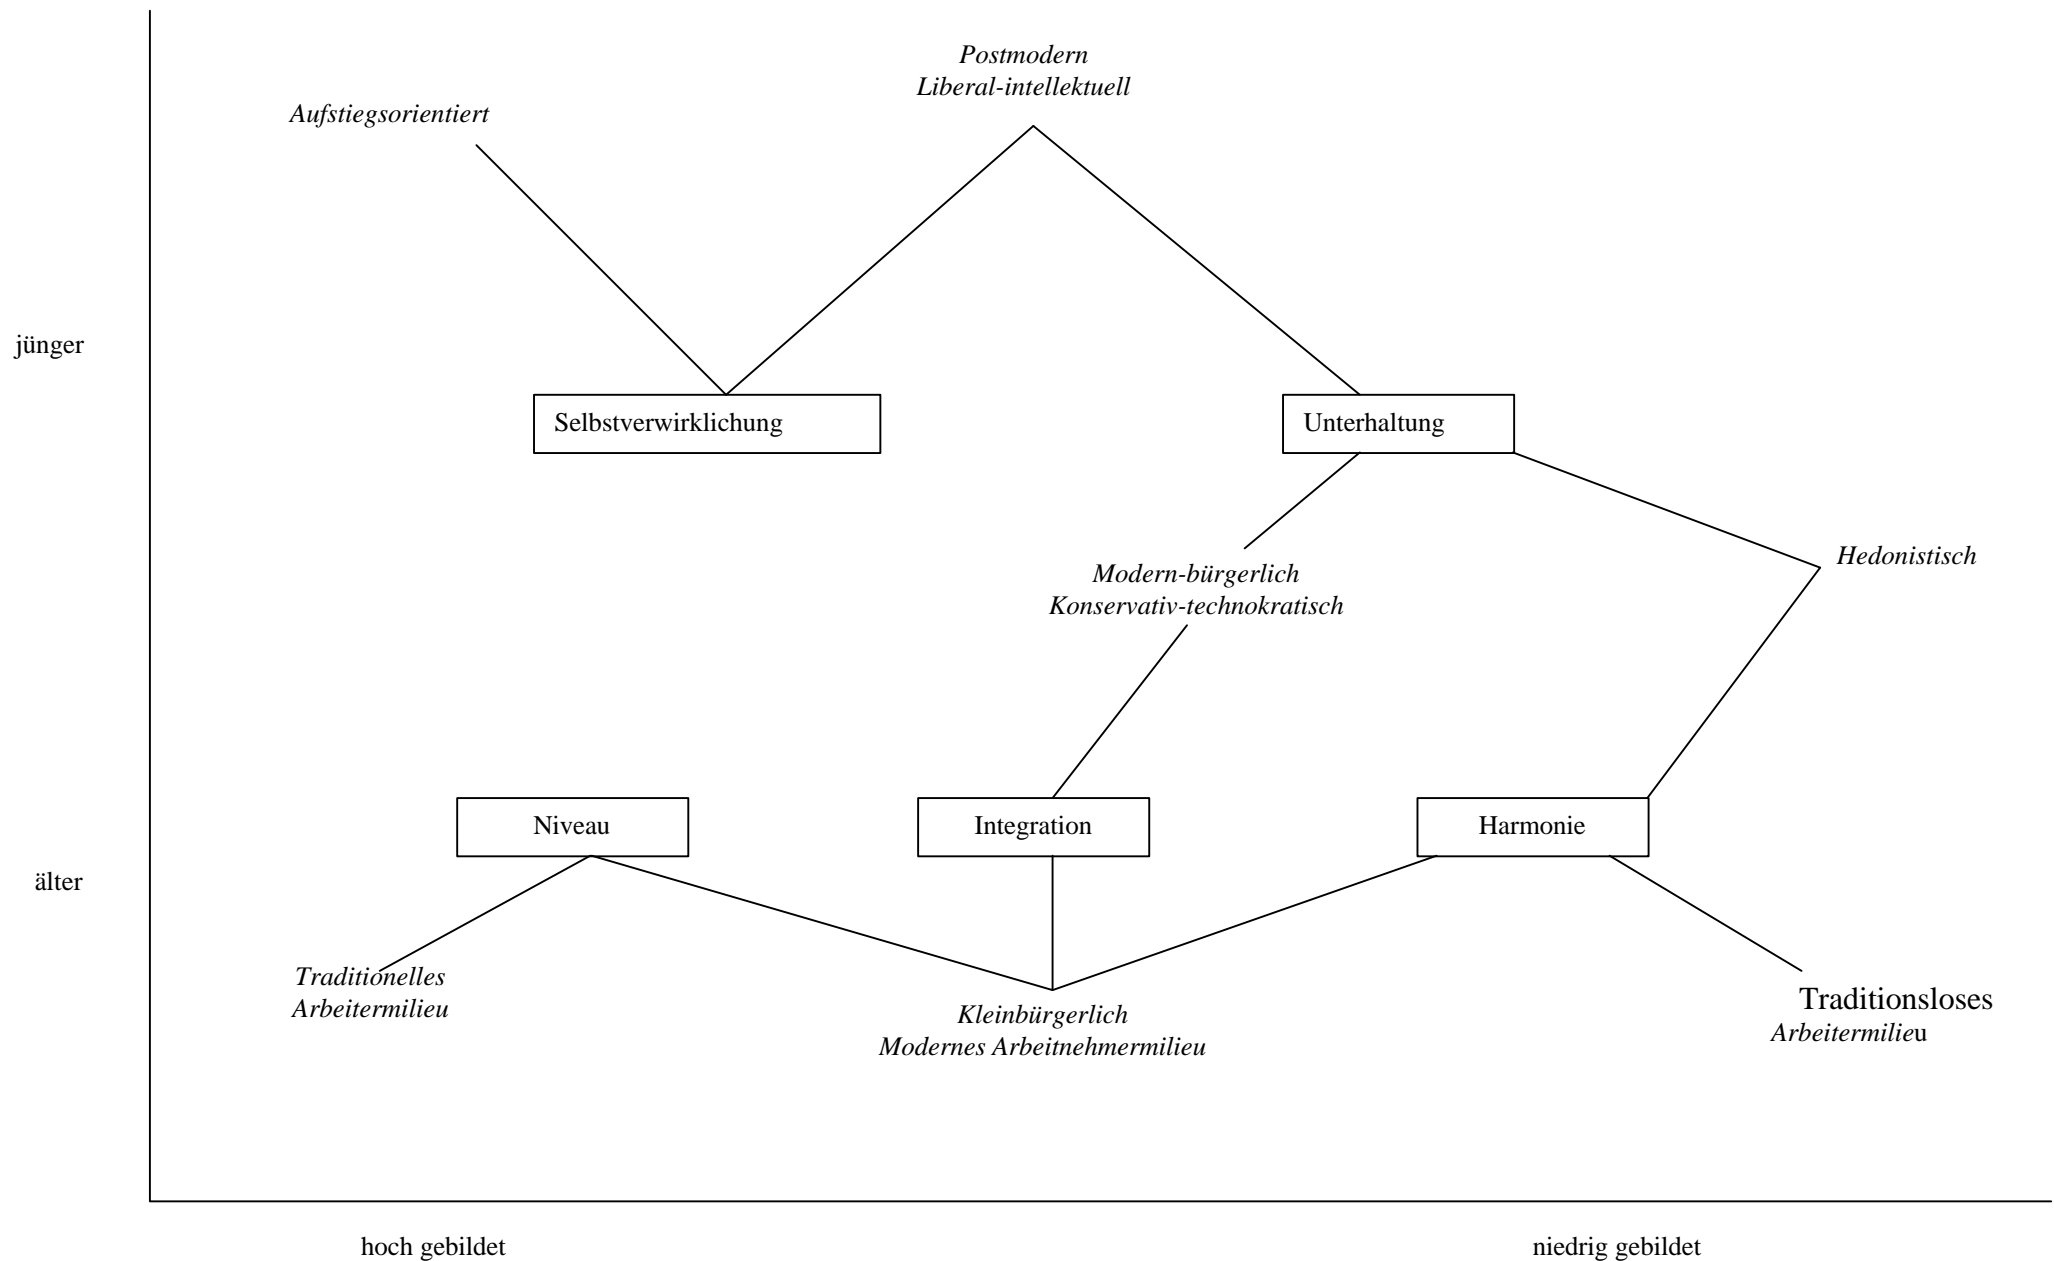 Postmodern
Liberal-intellektuell
Aufstiegsorientiert
jünger
Selbstverwirklichung
Unterhaltung
Hedonistisch
Modern-bürgerlich
Konservativ-technokratisch
Niveau
Integration
Harmonie
älter
Traditionelles
Arbeitermilieu
Kleinbürgerlich
Modernes Arbeitnehmermilieu
Traditionsloses
Arbeitermilieu
hoch gebildet
niedrig gebildet